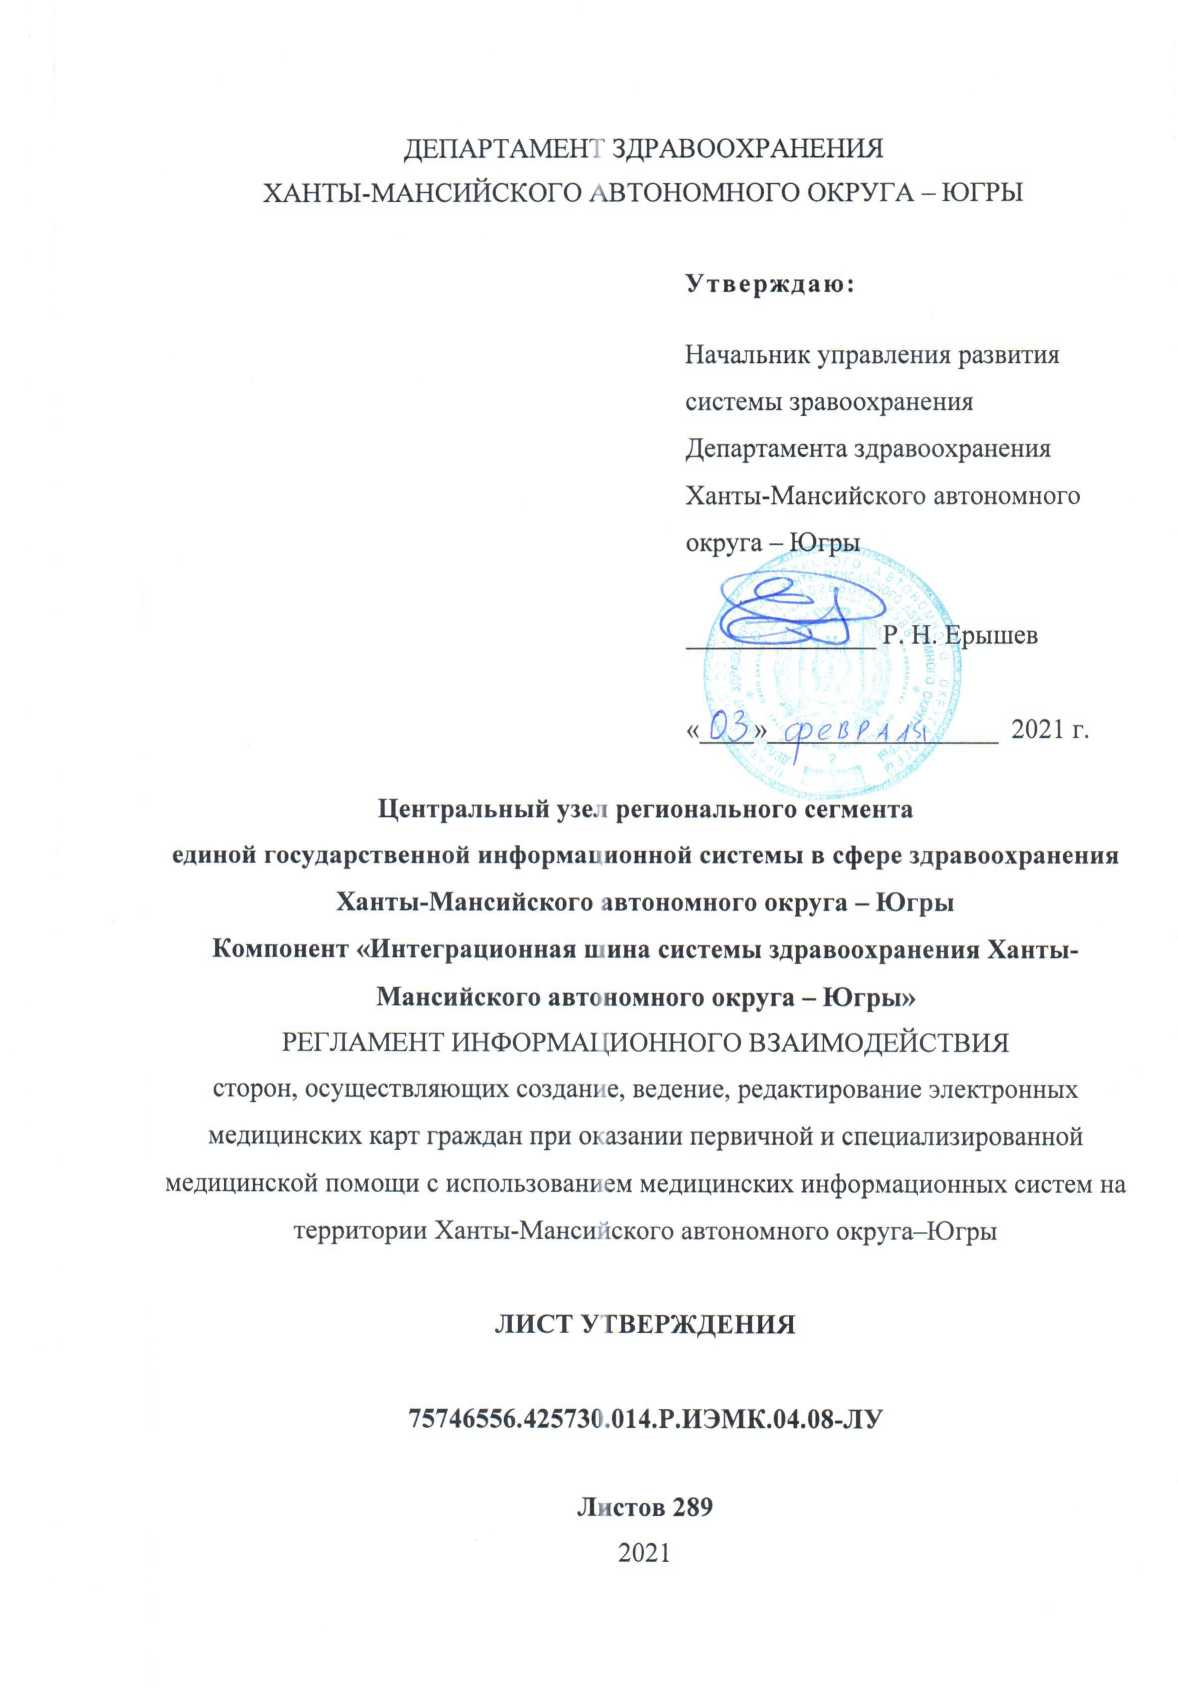 ДЕПАРТАМЕНТ ЗДРАВООХРАНЕНИЯ
ХАНТЫ-МАНСИЙСКОГО АВТОНОМНОГО ОКРУГА – ЮГРЫ
Утверждаю:
Начальник управления развития
системы зравоохранения
Департамента здравоохранения
Ханты-Мансийского автономного
округа – Югры
______________ Р. Н. Ерышев
«03» февраля 2021 г.
Центральный узел регионального сегмента
единой государственной информационной системы в сфере здравоохранения
Ханты-Мансийского автономного округа – Югры
Компонент «Интеграционная шина системы здравоохранения Ханты-
Мансийского автономного округа – Югры»
РЕГЛАМЕНТ ИНФОРМАЦИОННОГО ВЗАИМОДЕЙСТВИЯ
сторон, осуществляющих создание, ведение, редактирование электронных
медицинских карт граждан при оказании первичной и специализированной
медицинской помощи с использованием медицинских информационных систем на
территории Ханты-Мансийского автономного округа–Югры
ЛИСТ УТВЕРЖДЕНИЯ
75746556.425730.014.Р.ИЭМК.04.08-ЛУ
Листов 289
2021